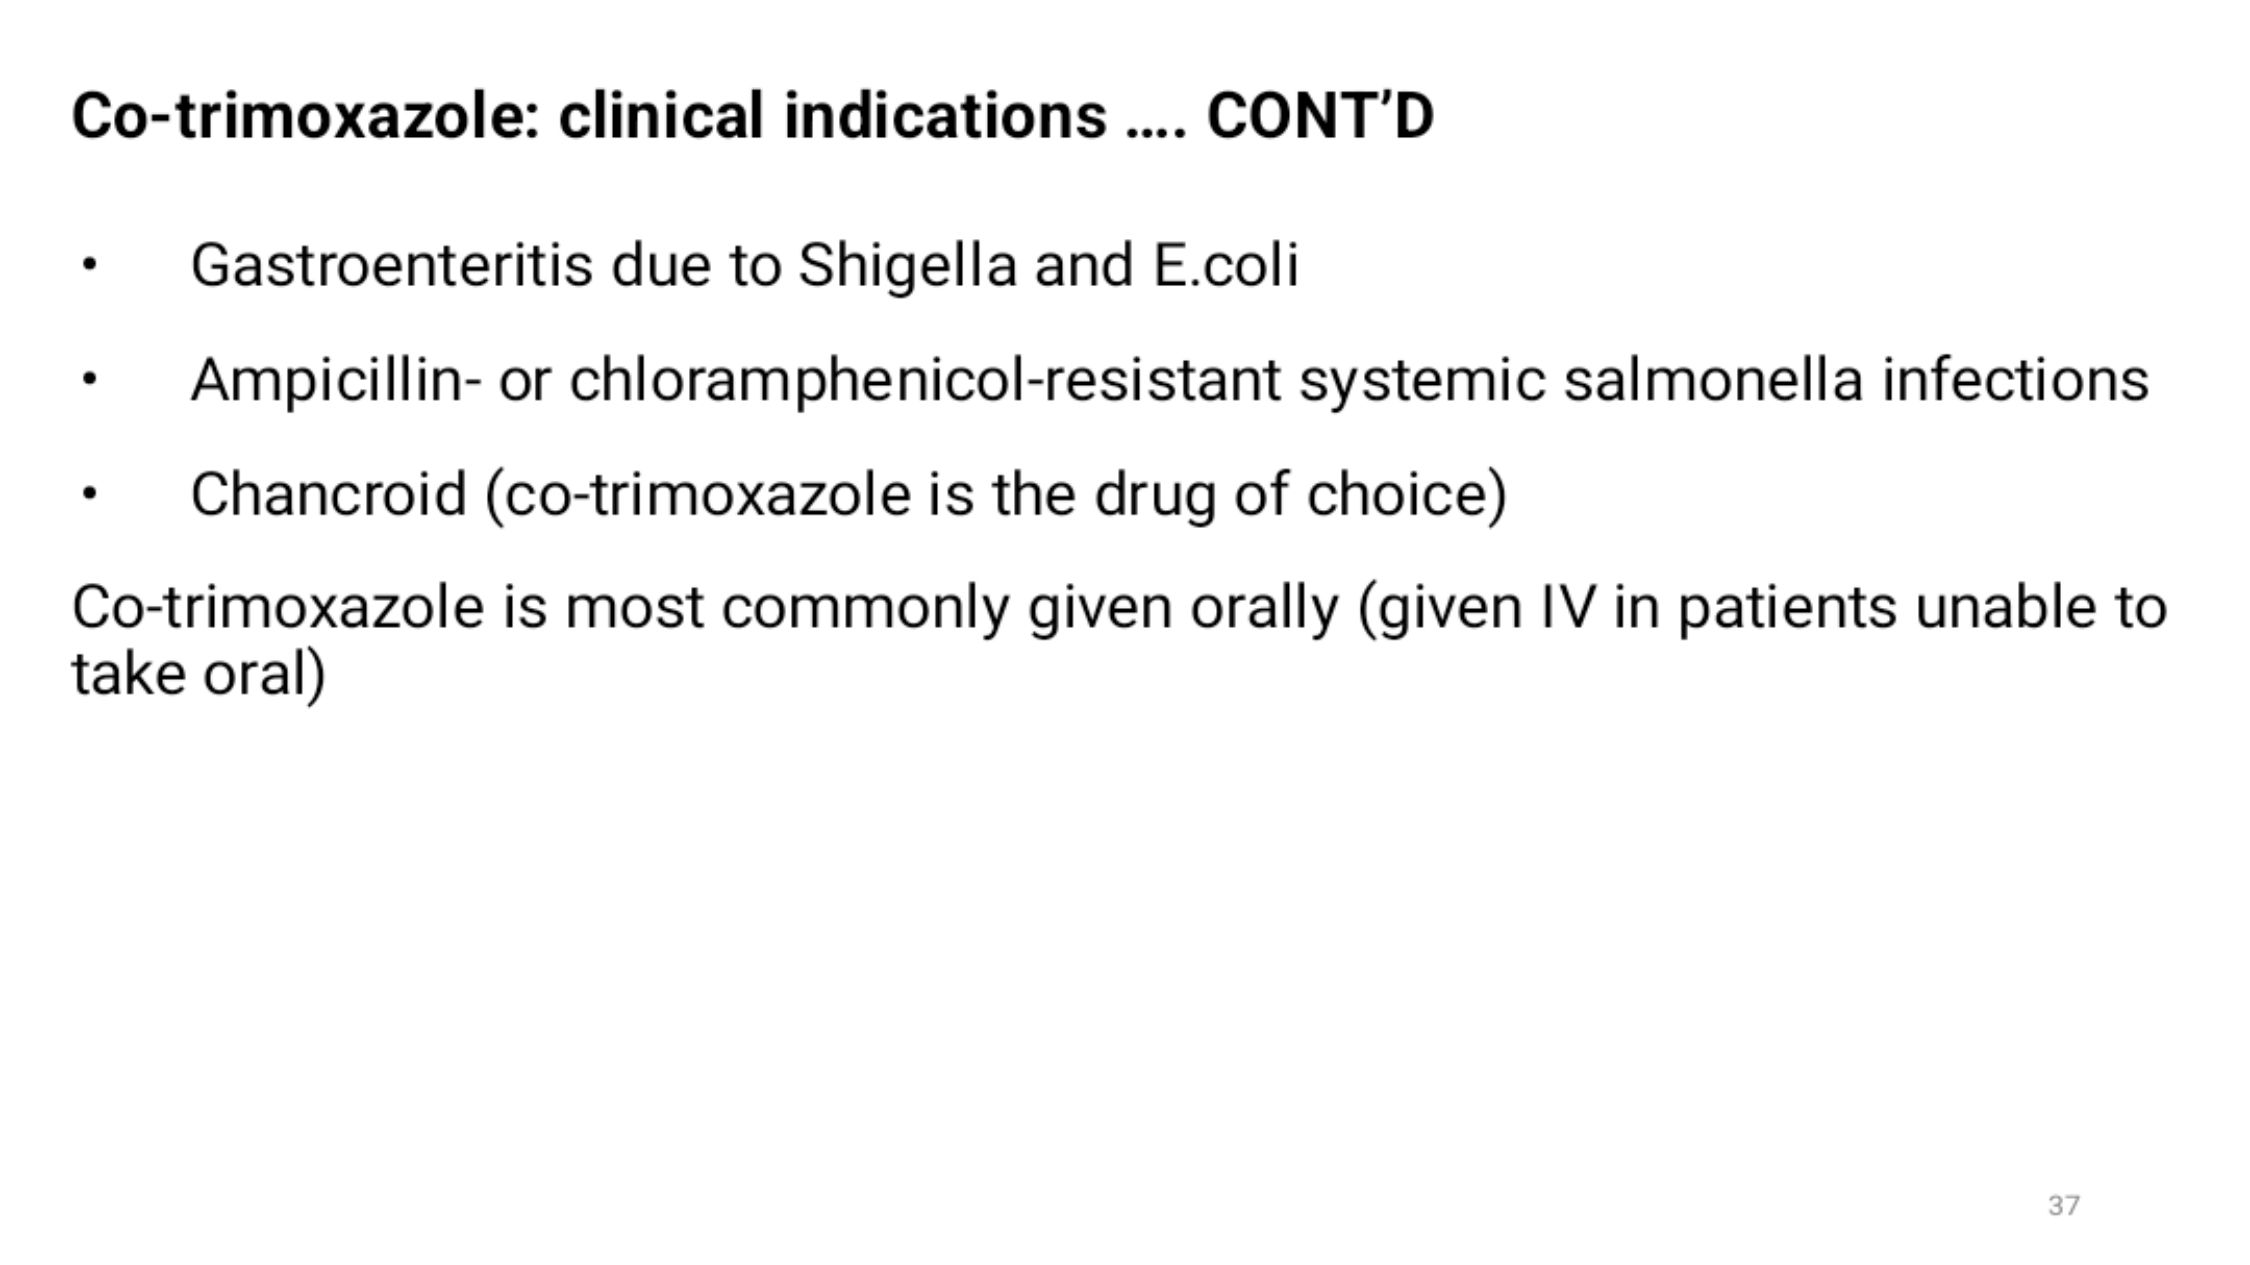 Co-trimoxazole: clinical indications .... CONT’D
• Gastroenteritis due to Shigella and E.coli
• Ampicillin- or chloramphenicol-resistant systemic salmonella infections
• Chancroid (co-trimoxazole is the drug of choice)
Co-trimoxazole is most commonly given orally (given IV in patients unable to
take oral)
37